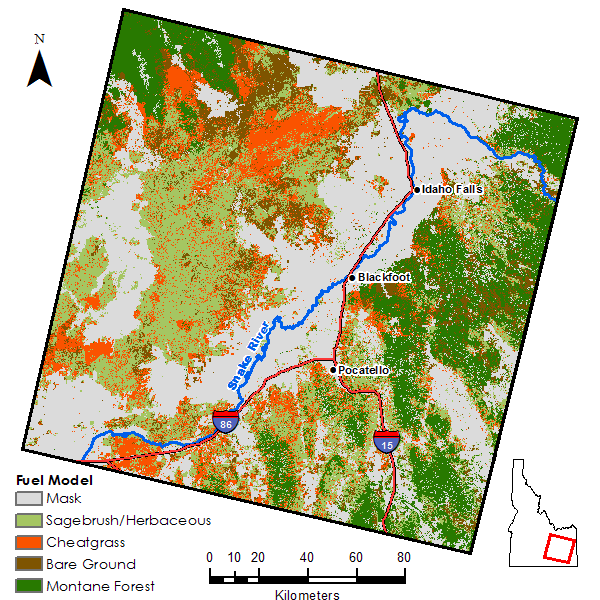 N
Idaho Falls
Blackfoot
Snake River
Pocatello
86
15
Fuel Model
Mask
Sagebrush/Herbaceous
Cheatgrass
Bare Ground
Montane Forest
0 10 20 40 60 80
Kilometers